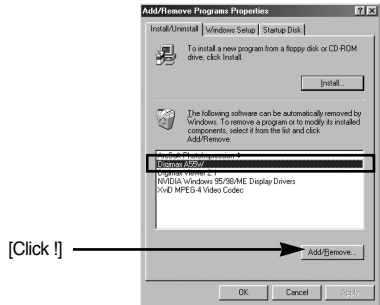 Add/Remove Programs Properties
Install/Uninstall Windows Setup Startup Disk
To install a new program from a floppy disk or CD-ROM
drive, click Install.
Install...
The following software can be automatically removed by
Windows. To remove a program or to modify its installed
components, select it from the list and click
Add/Remove.
Digimax A55W
Digimax Viewer 2.1
NVIDIA Windows 95/98/ME Display Drivers
XviD MPEG-4 Video Codec
[Click !]
Add/Remove...
OK Cancel Apply